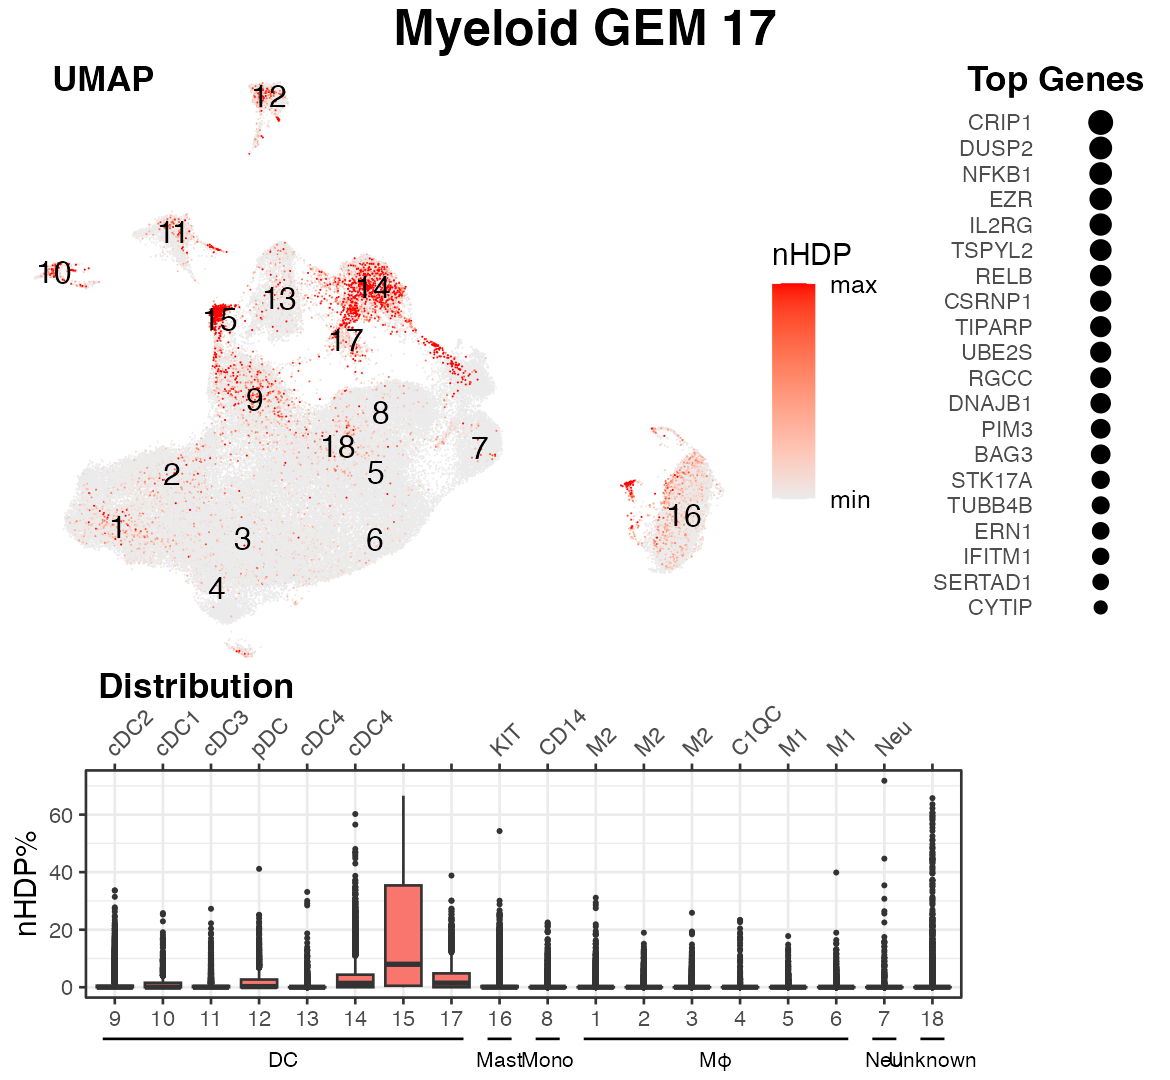 Myeloid GEM 17
UMAP
Top Genes
12
11
10
13
14
15
17
9
8
18
7
2
5
1
3
6
4
16
nHDP
max
min
CRIP1
DUSP2
NFKB1
EZR
IL2RG
TSPYL2
RELB
CSRNP1
TIPARP
UBE2S
RGCC
DNAJB1
PIM3
BAG3
STK17A
TUBB4B
ERN1
IFITM1
SERTAD1
CYTIP
Distribution
cDC2 cDC1 cDC3 pDC cDC4 cDC4 KIT CD14 M2 M2 M2 C1QC M1 M1 Neu
nHDP%
60
40
20
0
9 10 11 12 13 14 15 17 16 8 1 2 3 4 5 6 7 18
DC Mast Mono Mϕ Neu Unknown